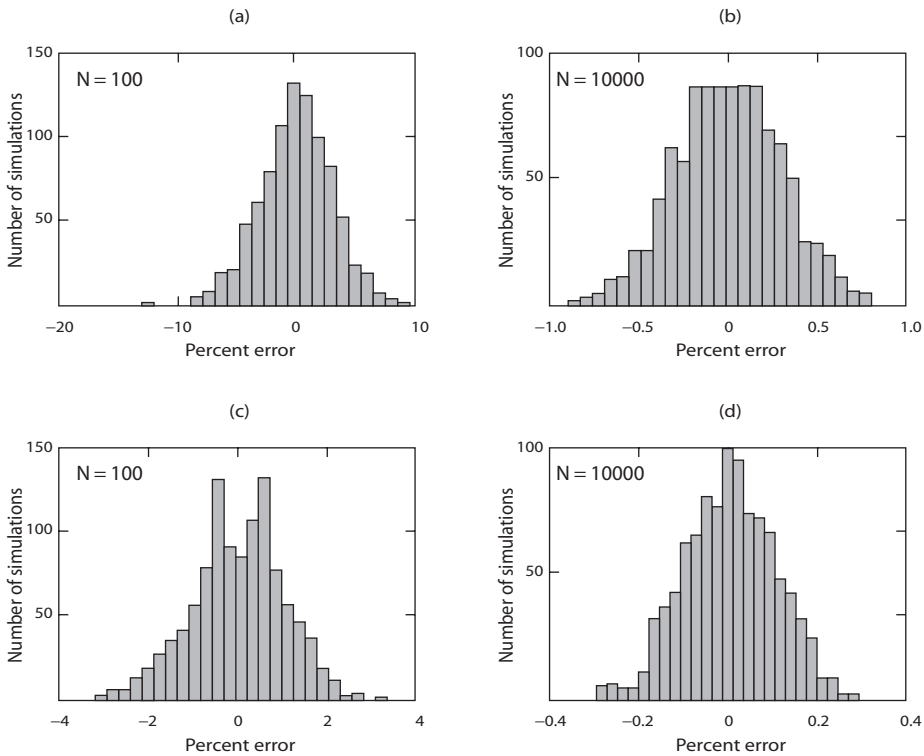 (a)
150
N = 100
100
50
Number of simulations
−20
−10
0
10
Percent error
(b)
100
N = 10000
50
Number of simulations
−1.0
−0.5
0
0.5
1.0
Percent error
(c)
150
N = 100
100
50
Number of simulations
−4
−2
0
2
4
Percent error
(d)
100
N = 10000
50
Number of simulations
−0.4
−0.2
0
0.2
0.4
Percent error